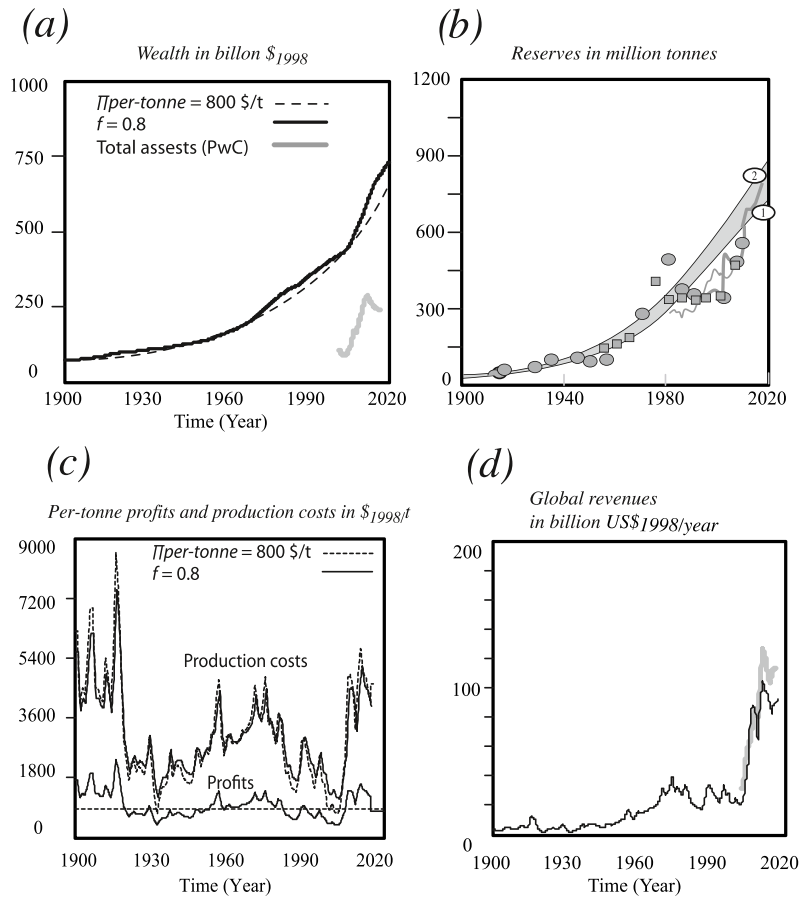 (a)
Wealth in billon $1998
1000
750
500
250
0
∏per-tonne = 800 $/t
f = 0.8
Total assests (PwC)
1900 1930 1960 1990 2020
Time (Year)
(b)
Reserves in million tonnes
1200
900
600
300
0
2
1
1900 1940 1980 2020
(c)
Per-tonne profits and production costs in $1998/t
9000
7200
5400
3600
1800
0
∏per-tonne = 800 $/t
f = 0.8
Production costs
Profits
1900 1930 1960 1990 2020
Time (Year)
(d)
Global revenues
in billion US$1998/year
200
100
0
1900 1930 1960 1990 2020
Time (Year)